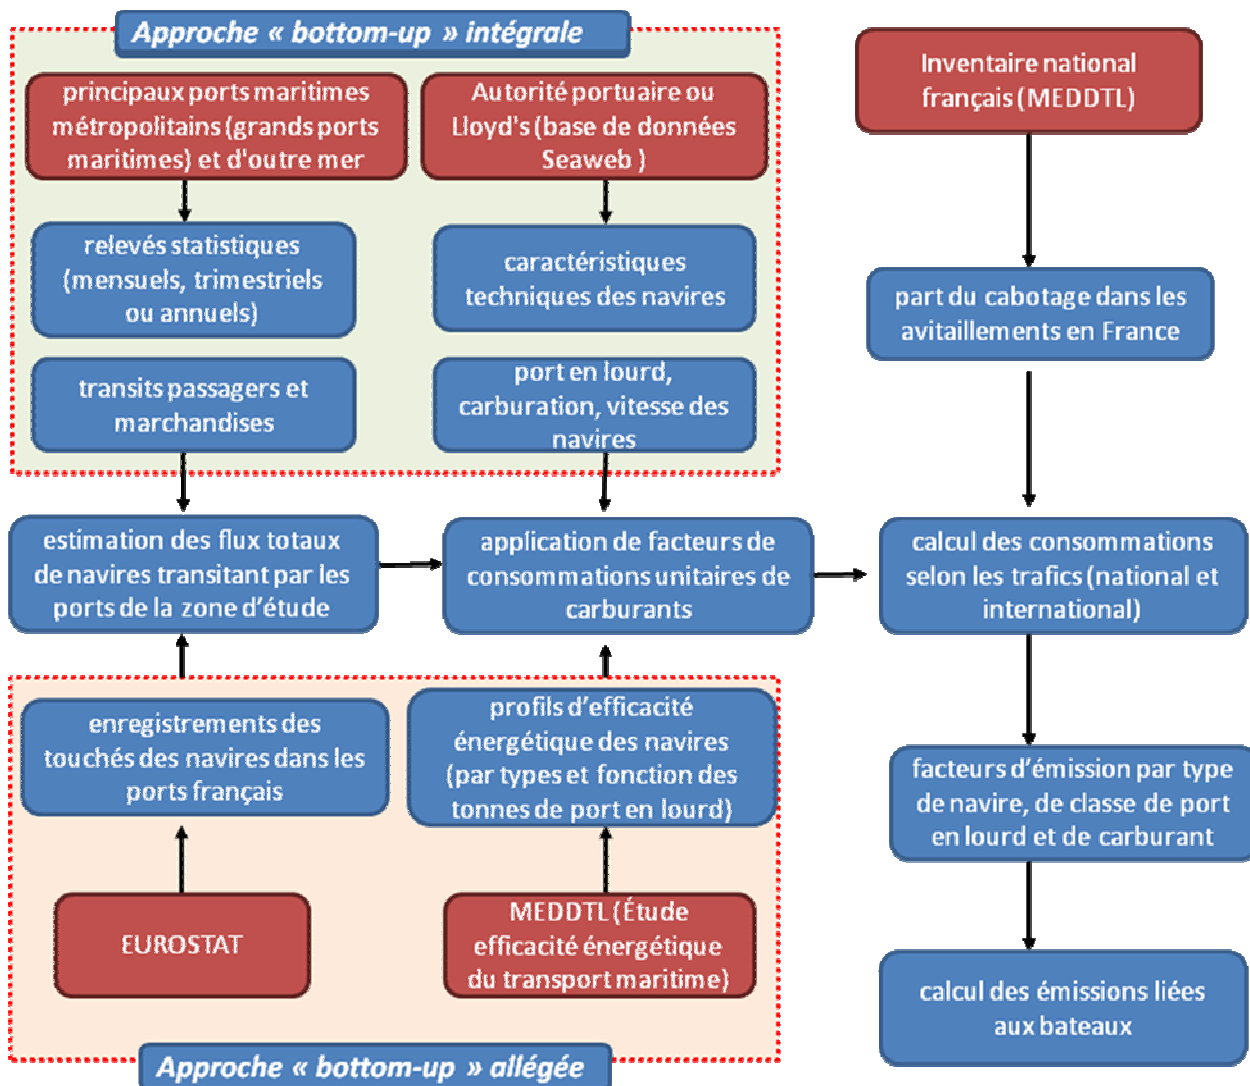 Approche « bottom-up » intégrale
principaux ports maritimes
métropolitains (grands ports
maritimes) et d'outre mer
Autorité portuaire ou
Lloyd's (base de données
Seaweb )
relevés statistiques
(mensuels, trimestriels
ou annuels)
caractéristiques
techniques des navires
transits passagers et
marchandises
port en lourd,
carburation, vitesse des
navires
Inventaire national
français (MEDDTL)
part du cabotage dans les
avitaillements en France
estimation des flux totaux
de navires transitant par les
ports de la zone d'étude
application de facteurs de
consommations unitaires de
carburants
calcul des consommations
selon les trafics (national et
international)
enregistrements des
touchés des navires dans les
ports français
profils d'efficacité
énergétique des navires
(par types et fonction des
tonnes de port en lourd)
facteurs d'émission par type
de navire, de classe de port
en lourd et de carburant
EUROSTAT
MEDDTL (Étude
efficacité énergétique
du transport maritime)
calcul des émissions liées
aux bateaux
Approche « bottom-up » allégée